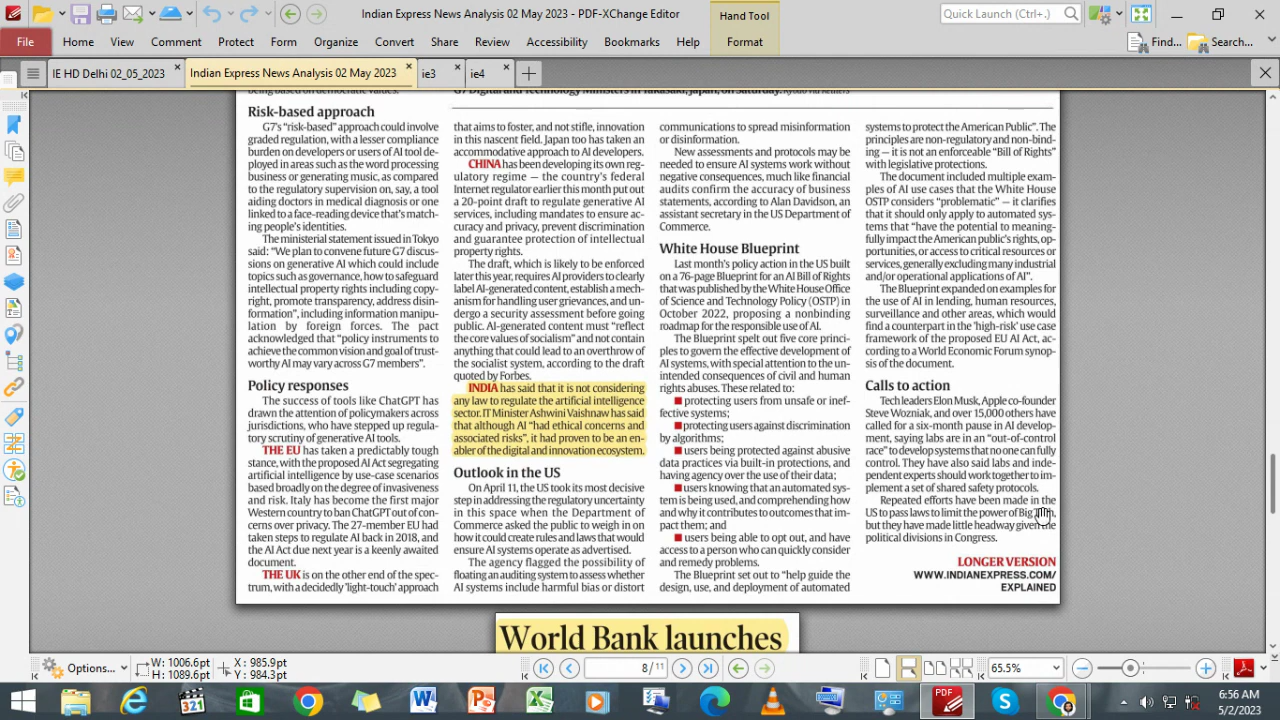 Indian Express News Analysis 02 May 2023 - PDF-XChange Editor
Hand Tool
Quick Launch (Ctrl+.)
File
Home
View
Comment
Protect
Form
Organize
Convert
Share
Review
Accessibility
Bookmarks
Help
Format
Find...
Search...
IE HD Delhi 02_05_2023
Indian Express News Analysis 02 May 2023
ie3
ie4
Risk-based approach
G7's “risk-based” approach could involve
graded regulation, with a lesser compliance
burden on developers or users of AI tool de-
ployed in areas such as the word processing
business or generating music, as compared
to the regulatory supervision on, say, a tool
aiding doctors in medical diagnosis or one
linked to a face-reading device that's match-
ing people's identities.
The ministerial statement issued in Tokyo
said: “We plan to convene future G7 discus-
sions on generative AI which could include
topics such as governance, how to safeguard
intellectual property rights including copy-
right, promote transparency, address disin-
formation”, including information manipu-
lation by foreign forces. The pact
acknowledged that “policy instruments to
achieve the common vision and goal of trust-
worthy AI may vary across G7 members”.
Policy responses
The success of tools like ChatGPT has
drawn the attention of policymakers across
jurisdictions, who have stepped up regula-
tory scrutiny of generative AI tools.
THE EU has taken a predictably tough
stance, with the proposed AI Act segregating
artificial intelligence by use-case scenarios
based broadly on the degree of invasiveness
and risk. Italy has become the first major
Western country to ban ChatGPT out of con-
cerns over privacy. The 27-member EU had
taken steps to regulate AI back in 2018, and
the AI Act due next year is a keenly awaited
document.
THE UK is on the other end of the spec-
trum, with a decidedly ‘light-touch’ approach
that aims to foster, and not stifle, innovation
in this nascent field. Japan too has taken an
accommodative approach to AI developers.
CHINA has been developing its own reg-
ulatory regime — the country's federal
Internet regulator earlier this month put out
a 20-point draft to regulate generative AI
services, including mandates to ensure ac-
curacy and privacy, prevent discrimination
and guarantee protection of intellectual
property rights.
The draft, which is likely to be enforced
later this year, requires AI providers to clearly
label AI-generated content, establish a mech-
anism for handling user grievances, and un-
dergo a security assessment before going
public. AI-generated content must “reflect
the core values of socialism” and not contain
anything that could lead to an overthrow of
the socialist system, according to the draft
quoted by Forbes.
INDIA has said that it is not considering
any law to regulate the artificial intelligence
sector. IT Minister Ashwini Vaishnaw has said
that although AI “had ethical concerns and
associated risks”, it had proven to be an en-
abler of the digital and innovation ecosystem.
Outlook in the US
On April 11, the US took its most decisive
step in addressing the regulatory uncertainty
in this space when the Department of
Commerce asked the public to weigh in on
how it could create rules and laws that would
ensure AI systems operate as advertised.
The agency flagged the possibility of
floating an auditing system to assess whether
AI systems include harmful bias or distort
communications to spread misinformation
or disinformation.
New assessments and protocols may be
needed to ensure AI systems work without
negative consequences, much like financial
audits confirm the accuracy of business
statements, according to Alan Davidson, an
assistant secretary in the US Department of
Commerce.
White House Blueprint
Last month's policy action in the US built
on a 76-page Blueprint for an AI Bill of Rights
that was published by the White House Office
of Science and Technology Policy (OSTP) in
October 2022, proposing a nonbinding
roadmap for the responsible use of AI.
The Blueprint spelt out five core princi-
ples to govern the effective development of
AI systems, with special attention to the un-
intended consequences of civil and human
rights abuses. These related to:
■ protecting users from unsafe or inef-
fective systems;
■ protecting users against discrimination
by algorithms;
■ users being protected against abusive
data practices via built-in protections, and
having agency over the use of their data;
■ users knowing that an automated sys-
tem is being used, and comprehending how
and why it contributes to outcomes that im-
pact them; and
■ users being able to opt out, and have
access to a person who can quickly consider
and remedy problems.
The Blueprint set out to “help guide the
design, use, and deployment of automated
systems to protect the American Public”. The
principles are non-regulatory and non-bind-
ing — it is not an enforceable “Bill of Rights”
with legislative protections.
The document included multiple exam-
ples of AI use cases that the White House
OSTP considers “problematic” — it clarifies
that it should only apply to automated sys-
tems that “have the potential to meaning-
fully impact the American public's rights, op-
portunities, or access to critical resources or
services, generally excluding many industrial
and/or operational applications of AI”.
The Blueprint expanded on examples for
the use of AI in lending, human resources,
surveillance and other areas, which would
find a counterpart in the ‘high-risk’ use case
framework of the proposed EU AI Act, ac-
cording to a World Economic Forum synop-
sis of the document.
Calls to action
Tech leaders Elon Musk, Apple co-founder
Steve Wozniak, and over 15,000 others have
called for a six-month pause in AI develop-
ment, saying labs are in an “out-of-control
race” to develop systems that no one can fully
control. They have also said labs and inde-
pendent experts should work together to im-
plement a set of shared safety protocols.
Repeated efforts have been made in the
US to pass laws to limit the power of Big
but they have made little headway given the
political divisions in Congress.
LONGER VERSION
WWW.INDIANEXPRESS.COM/
EXPLAINED
World Bank launches
Options...
W: 1006.6pt
H: 1089.6pt
X: 985.9pt
Y: 984.3pt
8 / 11
65.5%
321
PDF
6:56 AM
5/2/2023